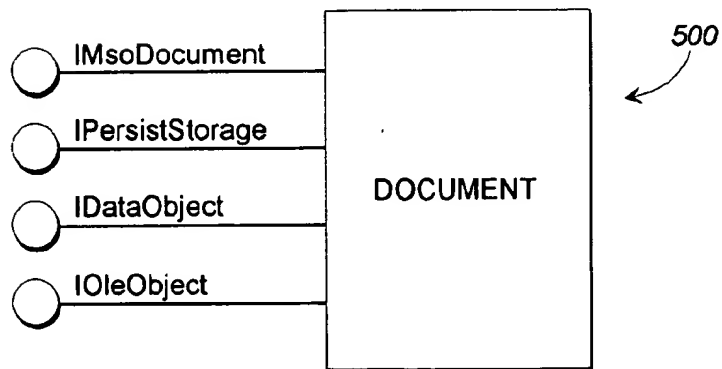 IMsoDocument
500
IPersistStorage
IDataObject
DOCUMENT
IOleObject